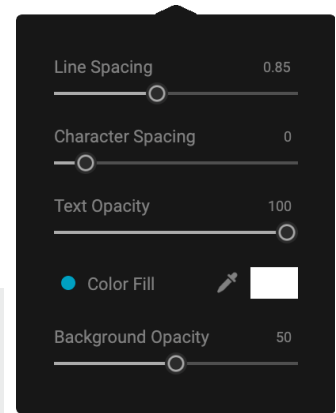 Line Spacing 0.85
Character Spacing 0
Text Opacity 100
Color Fill
Background Opacity 50